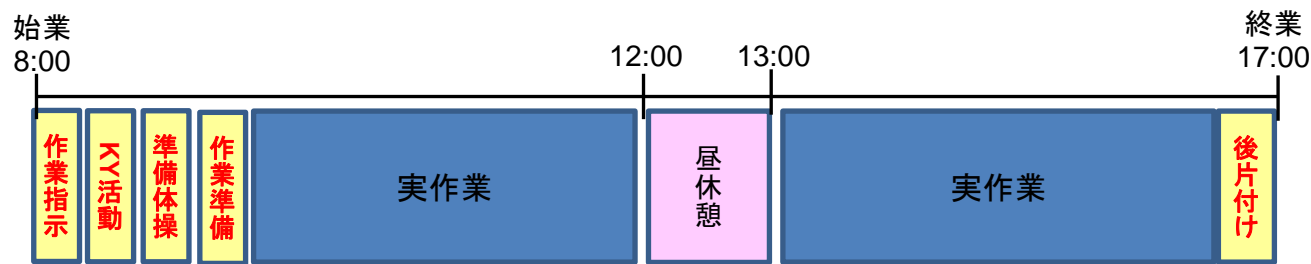 始業
8:00
12:00
13:00
終業
17:00
作業指示
KY活動
準備体操
作業準備
実作業
昼休憩
実作業
後片付け